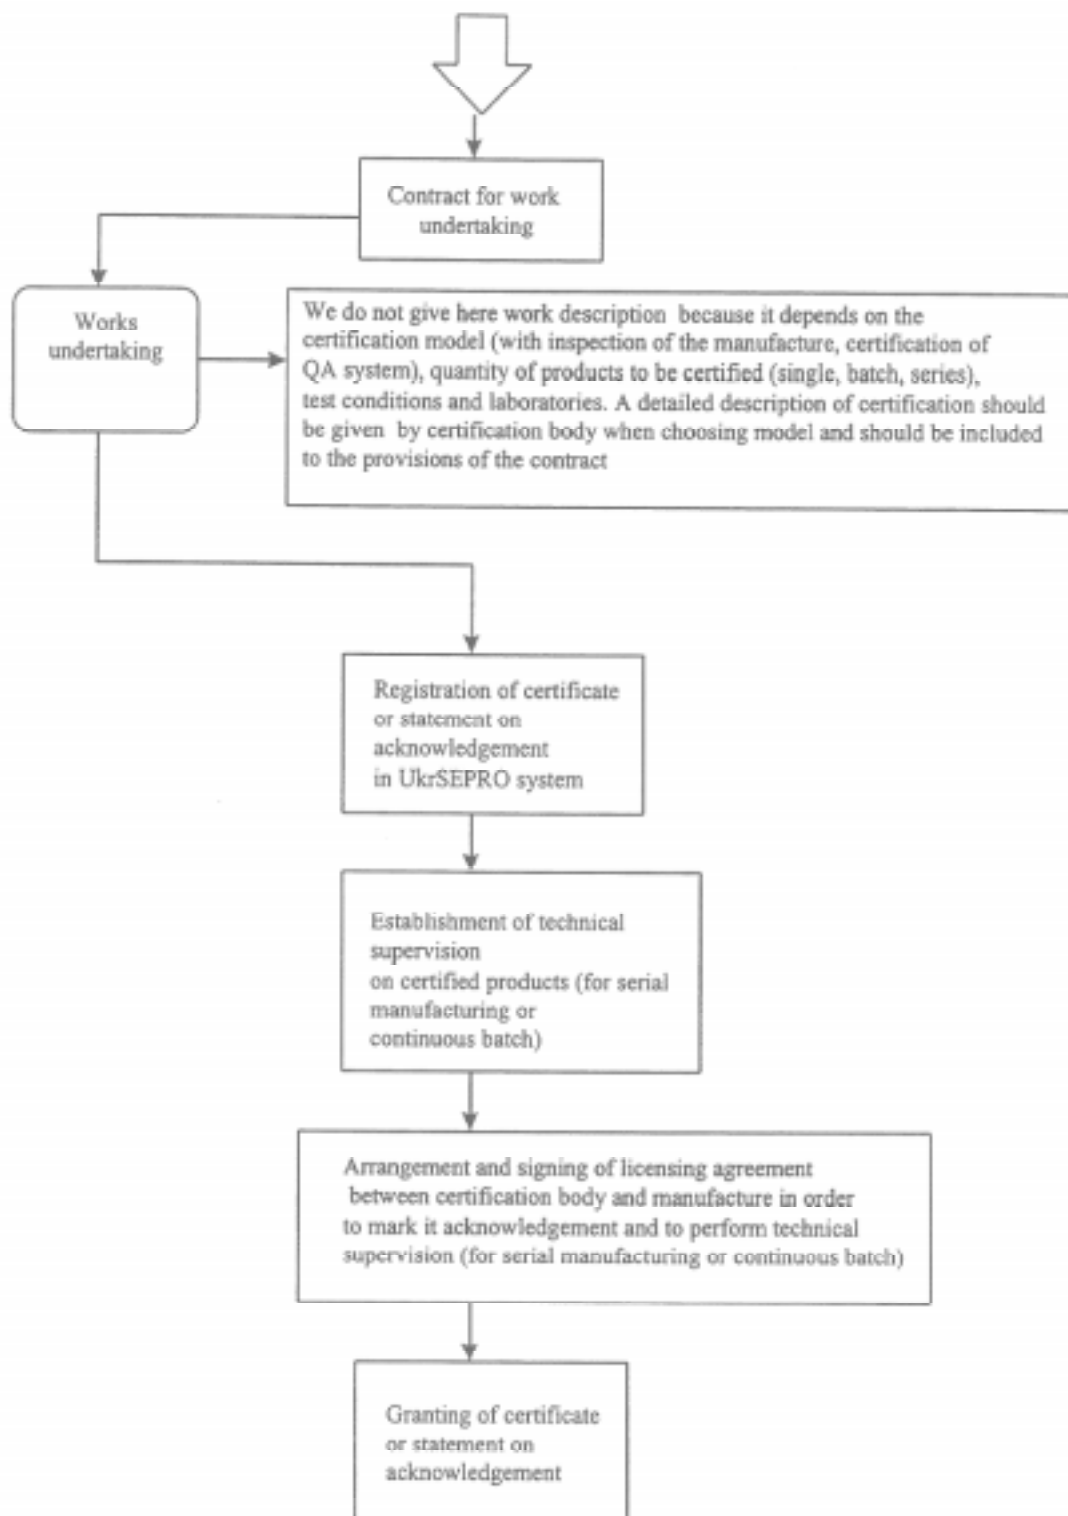 Contract for work
undertaking
Works
undertaking
We do not give here work description because it depends on the
certification model (with inspection of the manufacture, certification of
QA system), quantity of products to be certified (single, batch, series),
test conditions and laboratories. A detailed description of certification should
be given by certification body when choosing model and should be included
to the provisions of the contract
Registration of certificate
or statement on
acknowledgement
in UkrSEPRO system
Establishment of technical
supervision
on certified products (for serial
manufacturing or
continuous batch)
Arrangement and signing of licensing agreement
between certification body and manufacture in order
to mark it acknowledgement and to perform technical
supervision (for serial manufacturing or continuous batch)
Granting of certificate
or statement on
acknowledgement